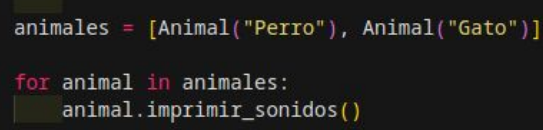 animales = [Animal("Perro"), Animal("Gato")]
for animal in animales:
    animal.imprimir_sonidos()